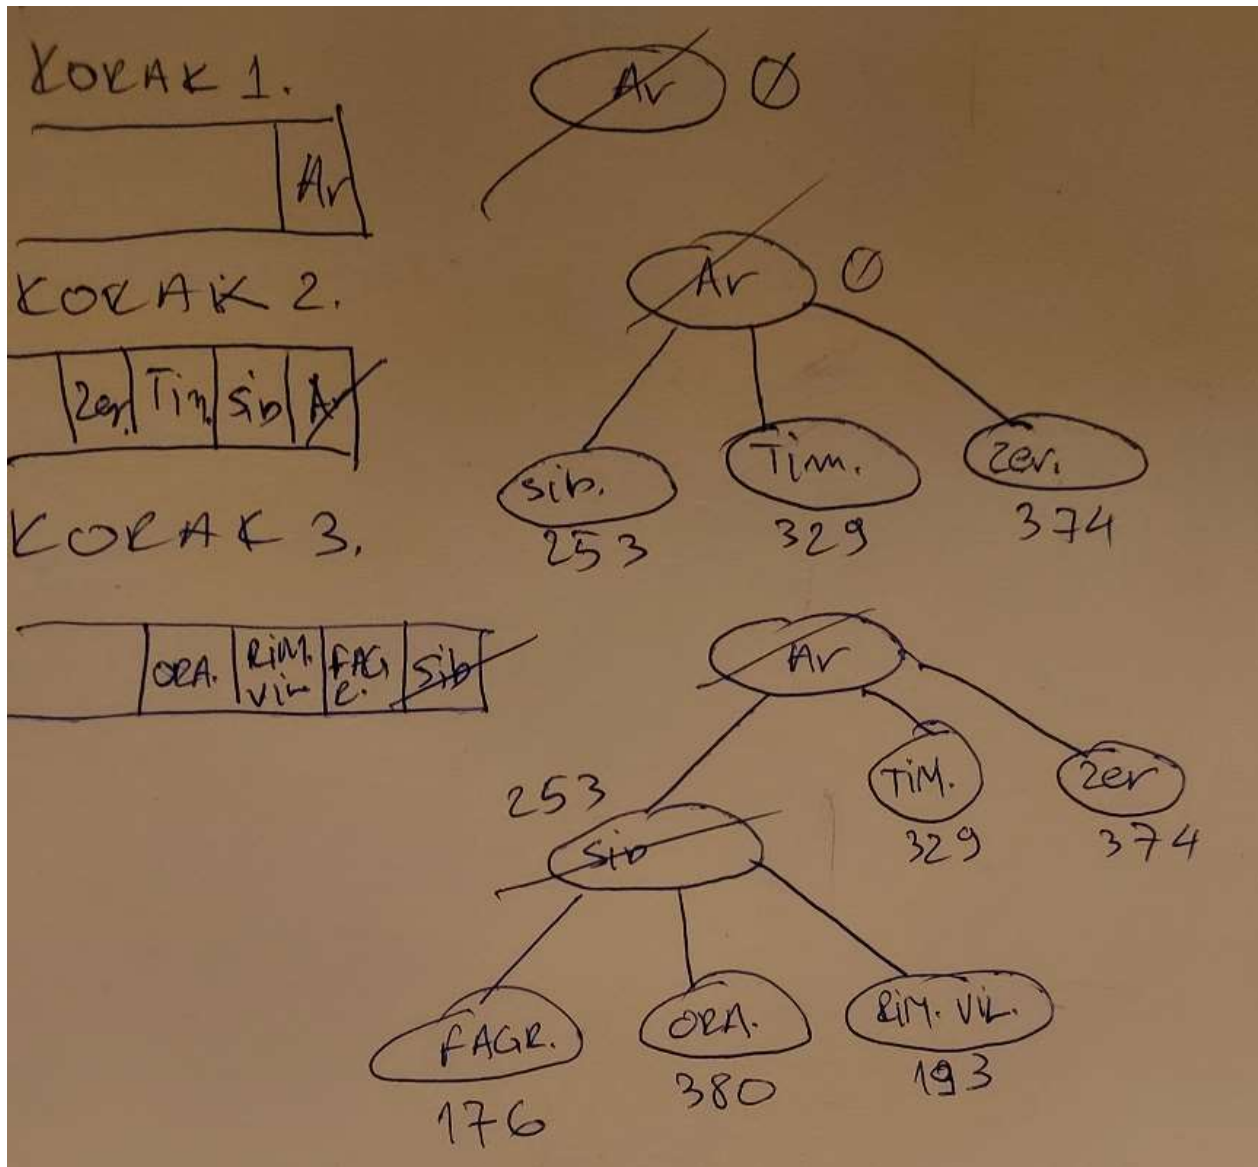 KORAK 1.
Ar Ø
Ar
KORAK 2.
Ar Ø
Zer. Tim. Sib Ar
Sib. Tim. Zer.
253 329 374
KORAK 3.
ORA. RIM. VIL FAGR. Sib
Ar
253 TIM. Zer
329 374
Sib
FAGR. ORA. RIM. VIL.
176 380 193